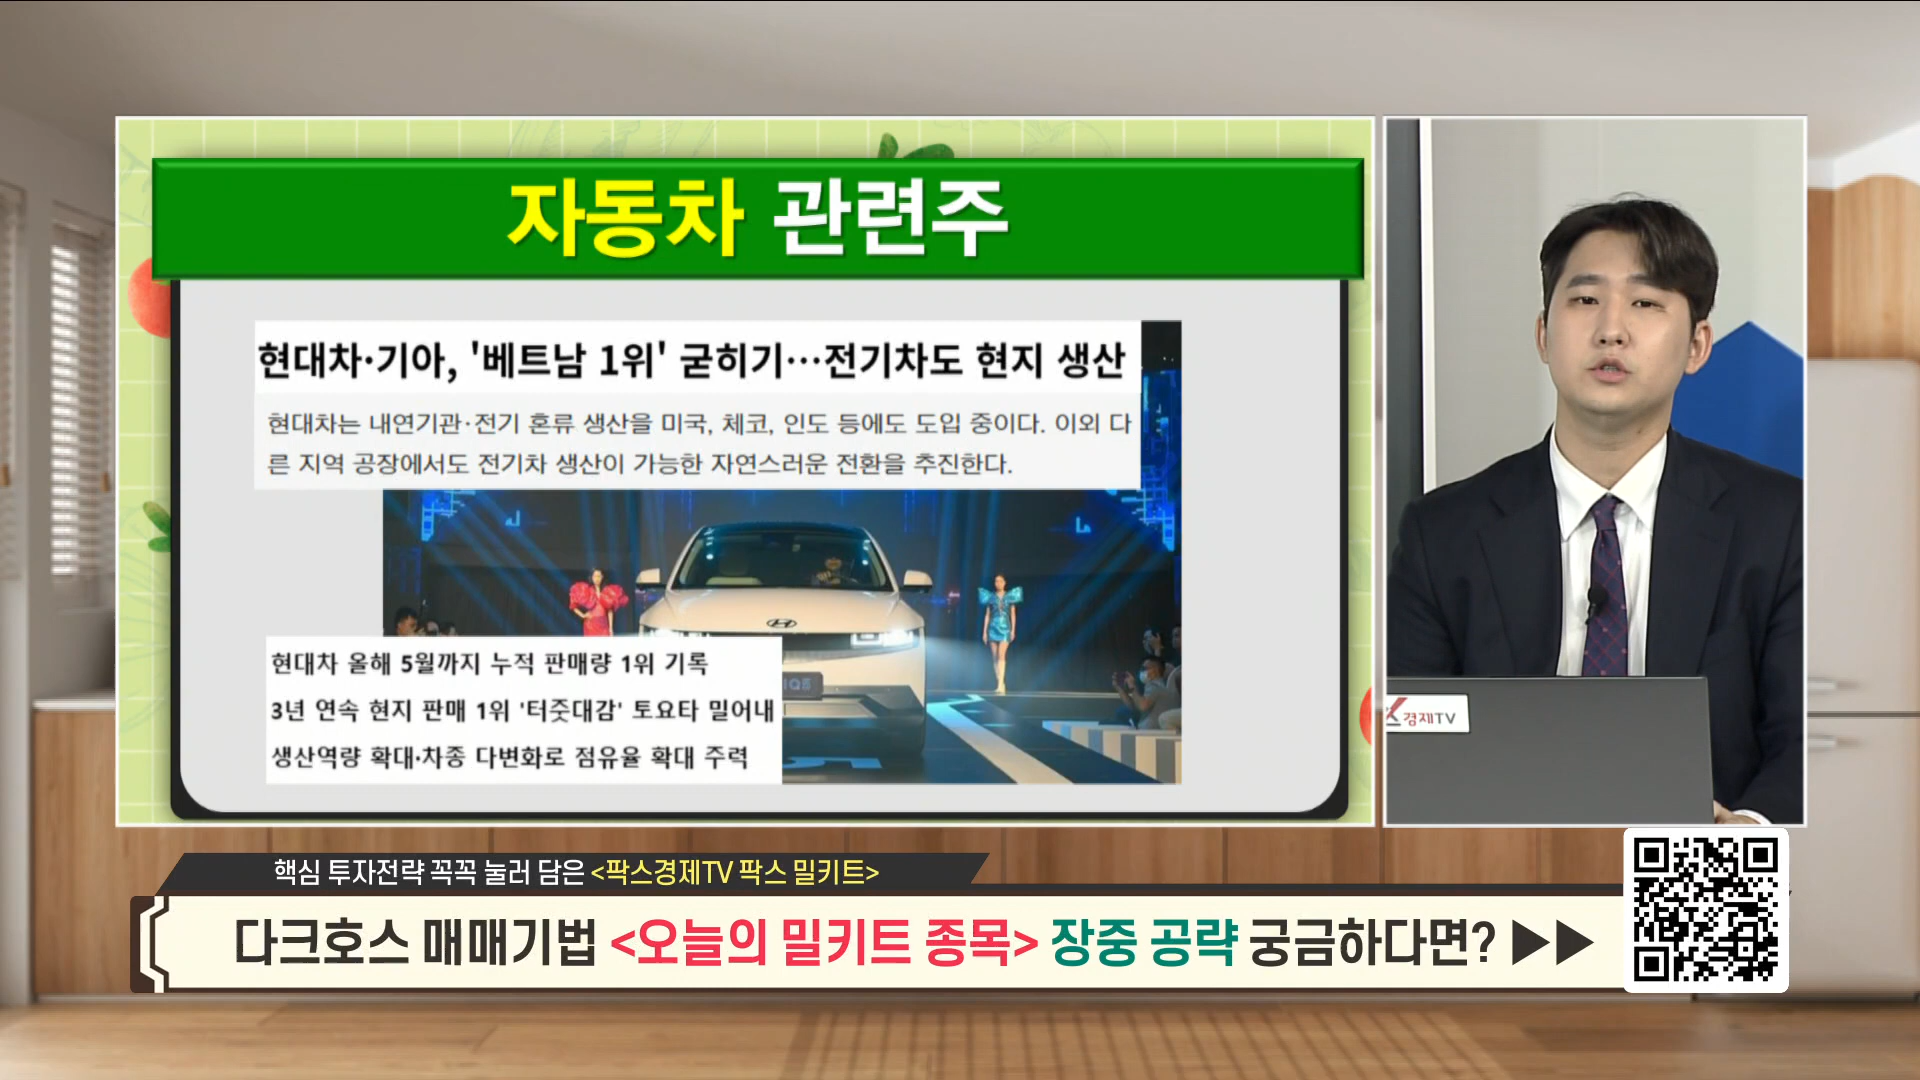 자동차 관련주
현대차·기아, '베트남 1위' 굳히기…전기차도 현지 생산
현대차는 내연기관·전기 혼류 생산을 미국, 체코, 인도 등에도 도입 중이다. 이외 다
른 지역 공장에서도 전기차 생산이 가능한 자연스러운 전환을 추진한다.
현대차 올해 5월까지 누적 판매량 1위 기록
3년 연속 현지 판매 1위 '터줏대감' 토요타 밀어내
생산역량 확대·차종 다변화로 점유율 확대 주력
경제TV
핵심 투자전략 꼭꼭 눌러 담은 <팍스경제TV 팍스 밀키트>
다크호스 매매기법 <오늘의 밀키트 종목> 장중 공략 궁금하다면? ▶▶